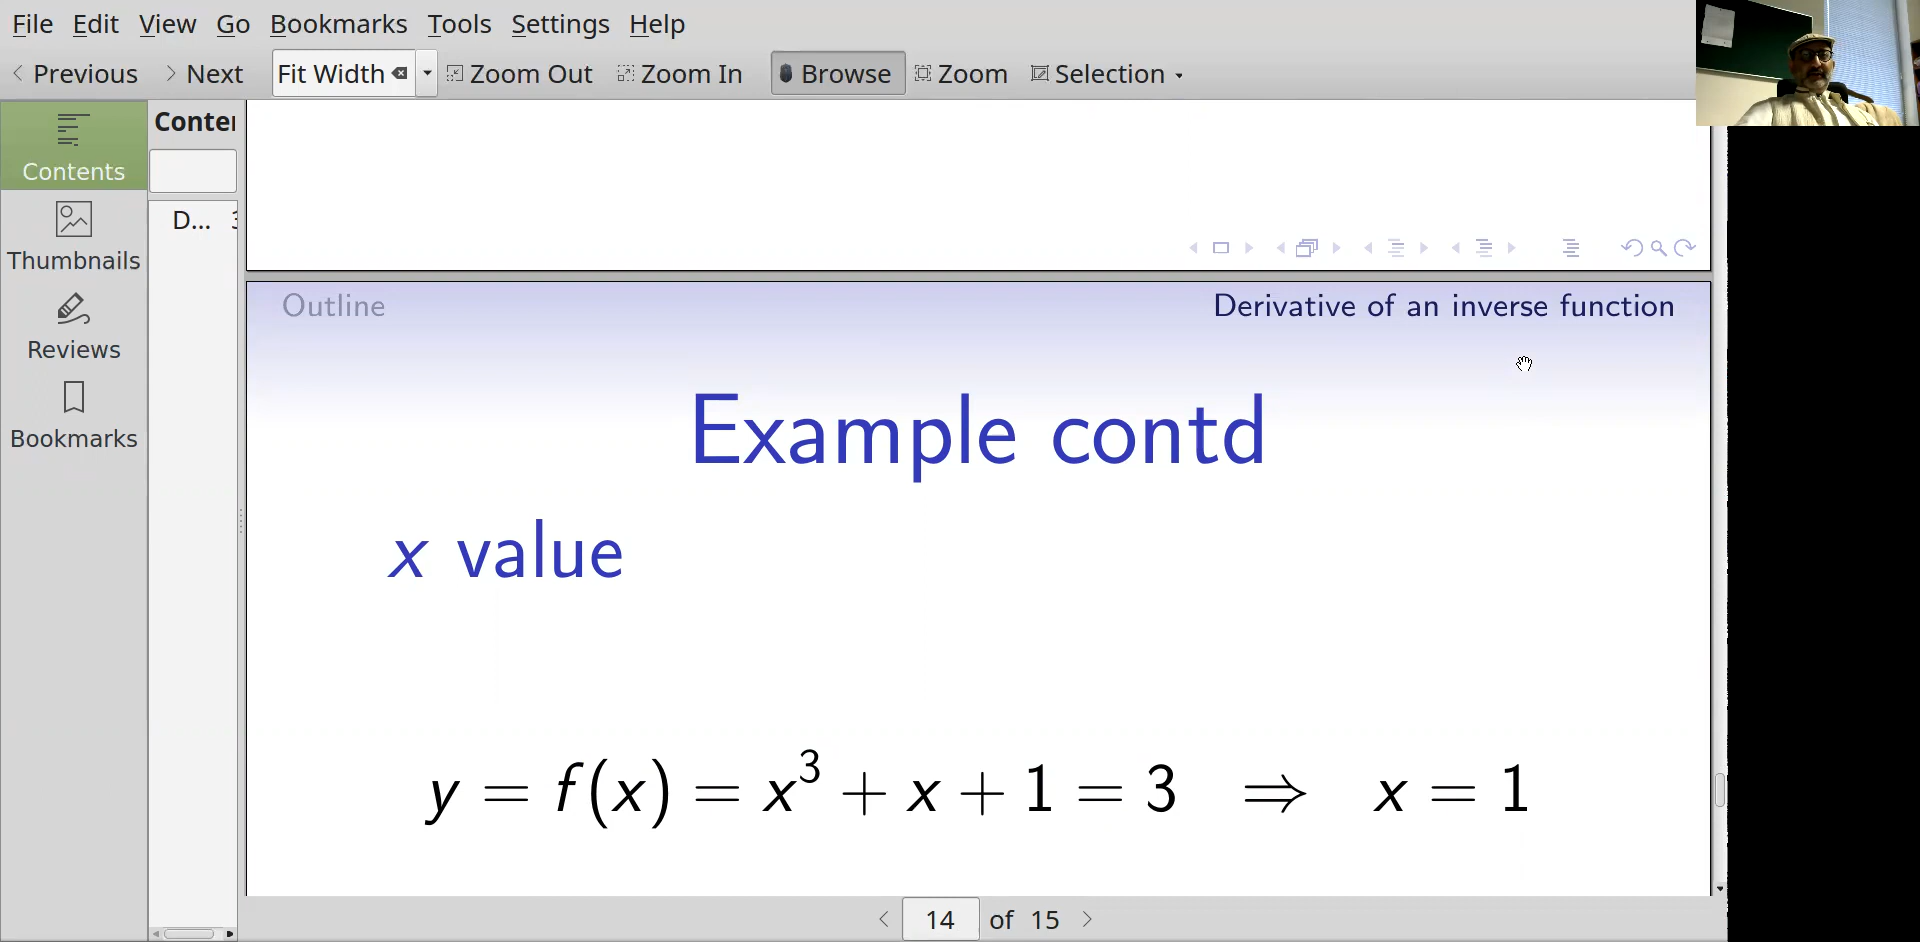 File Edit View Go Bookmarks Tools Settings Help
Previous Next Fit Width Zoom Out Zoom In Browse Zoom Selection
Contents
Thumbnails
Reviews
Bookmarks
Conter
D... 3
Outline Derivative of an inverse function
Example contd
x value
y = f(x) = x³ + x + 1 = 3 ⇒ x = 1
14 of 15